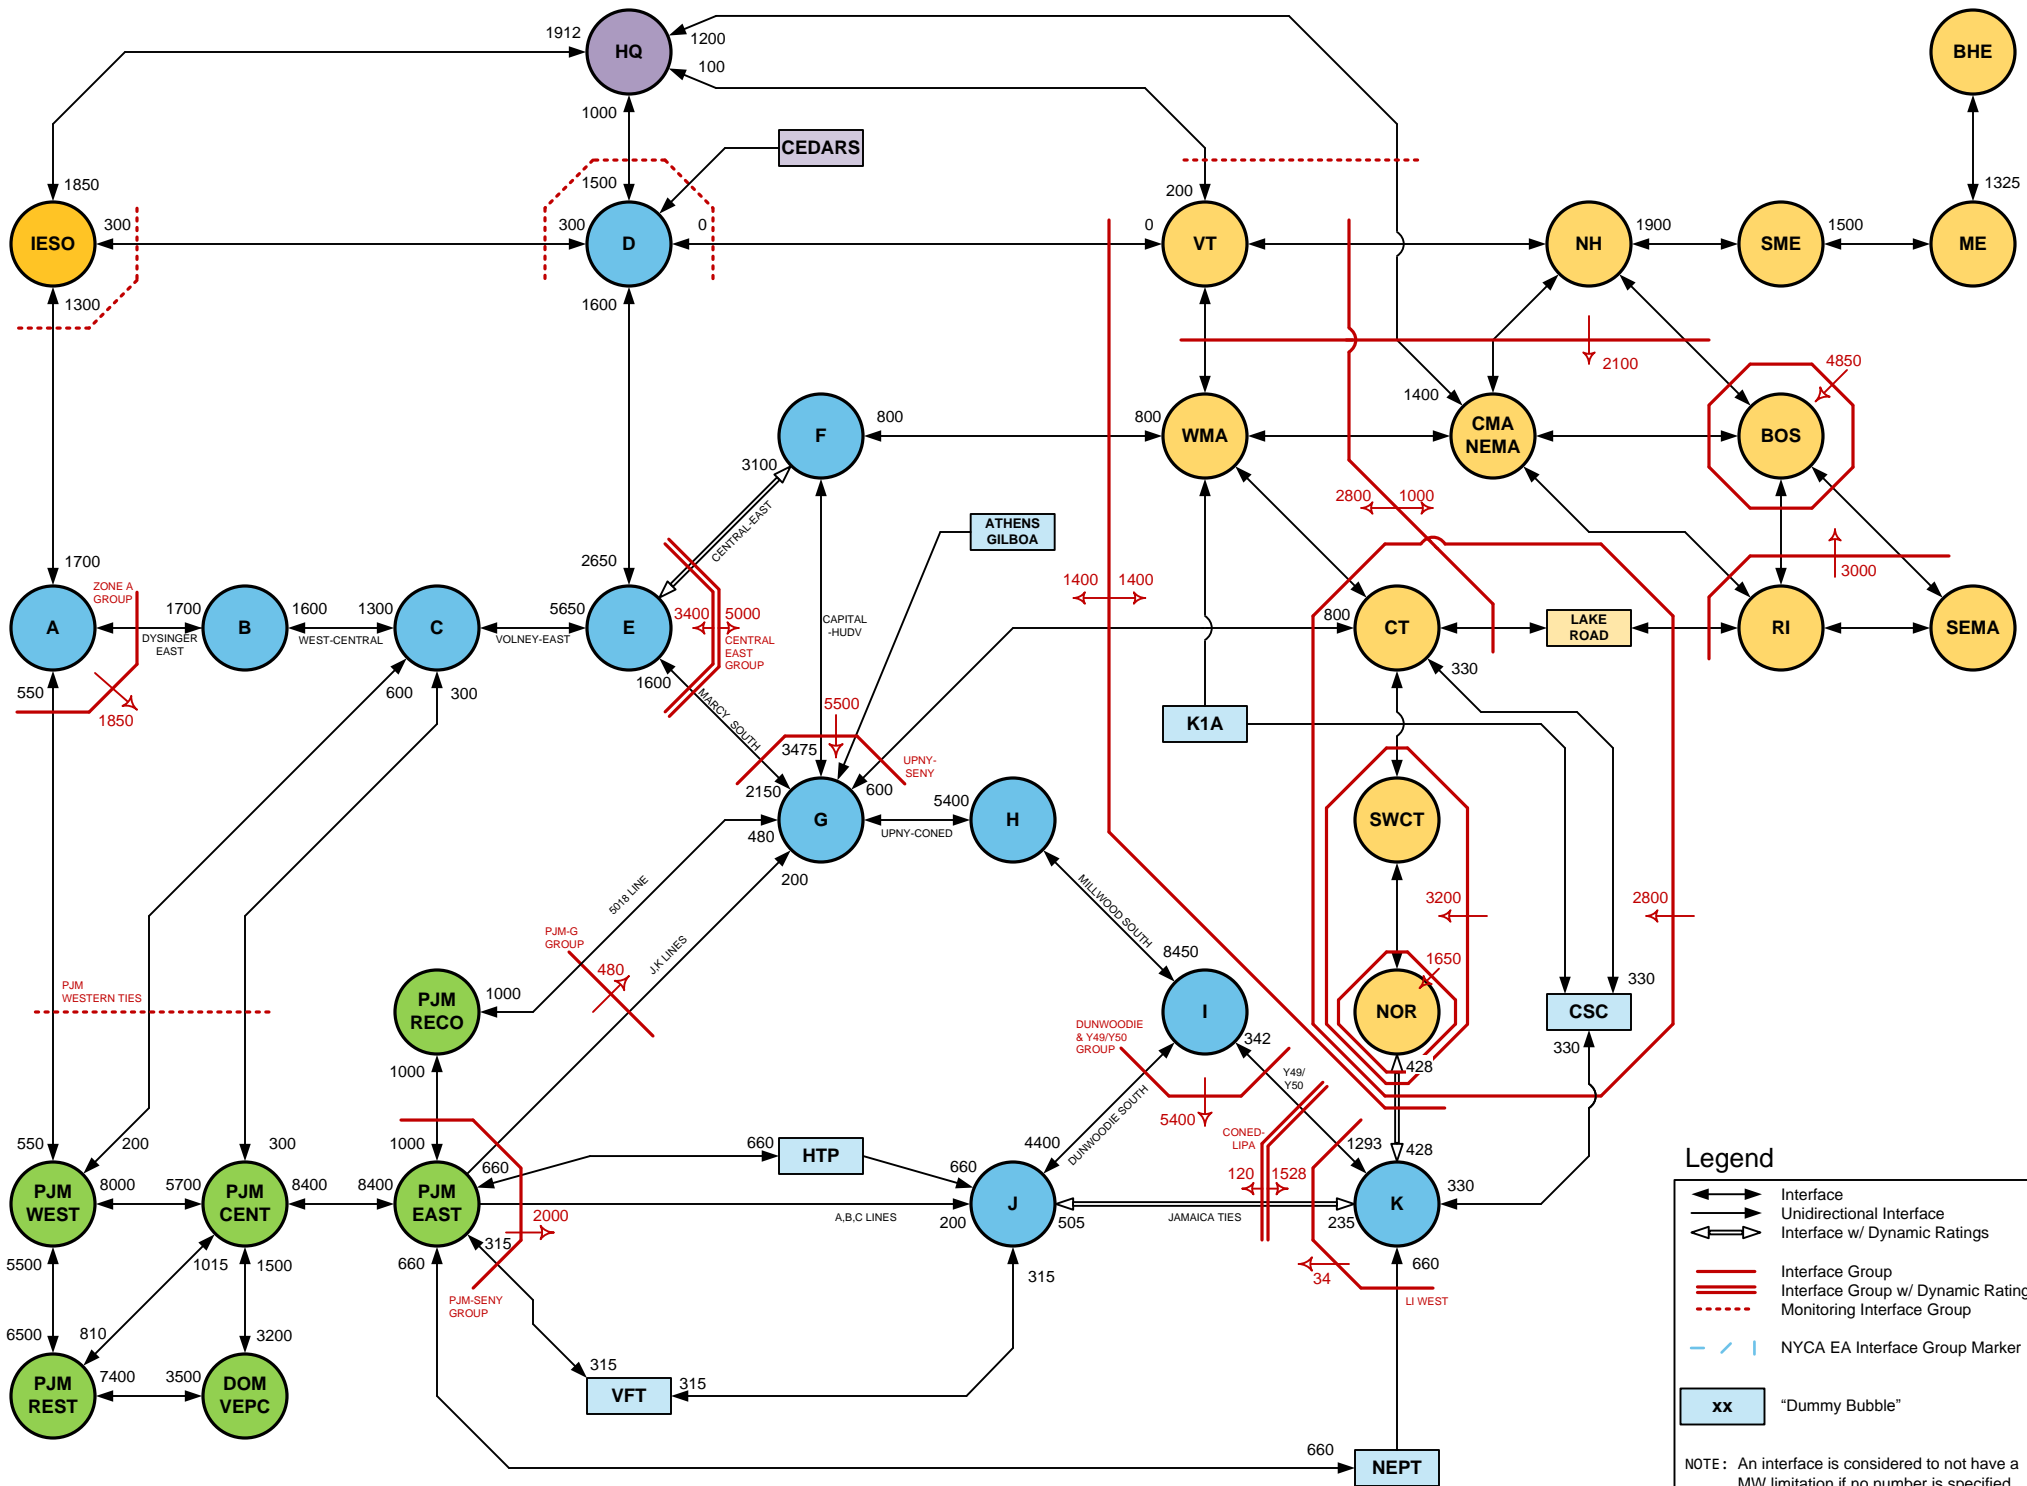 1912
HQ
1200
100
1000
BHE
CEDARS
1850
1500
200
1325
300
IESO
300
D
0
0
VT
NH
1900
SME
1500
ME
1300
1600
2100
4850
1400
F
800
800
WMA
CMA
NEMA
BOS
3100
CENTRAL-EAST
2800
1000
ATHENS
GILBOA
1700
2650
1400
1400
3000
ZONE A
GROUP
A
1700
DYSINGER
EAST
B
1600
WEST-CENTRAL
1300
C
5650
VOLNEY-EAST
E
3400
5000
CENTRAL
EAST
GROUP
CAPITAL
-HUDV
800
CT
LAKE
ROAD
RI
SEMA
550
1850
600
300
1600
MARCY SOUTH
5500
330
K1A
3475
UPNY-
SENY
2150
600
480
G
5400
UPNY-CONED
H
SWCT
200
5018 LINE
MILLWOOD SOUTH
3200
2800
PJM-G
GROUP
480
J,K LINES
8450
1650
PJM
WESTERN TIES
PJM
RECO
1000
I
NOR
330
CSC
DUNWOODIE
& Y49/Y50
GROUP
342
330
1000
Y49/
Y50
428
5400
DUNWOODIE SOUTH
550
200
300
1000
660
660
HTP
4400
CONED-
LIPA
1293
428
PJM
WEST
8000
5700
PJM
CENT
8400
8400
PJM
EAST
660
J
120
1528
K
330
2000
A,B,C LINES
200
505
JAMAICA TIES
235
5500
1015
1500
660
315
315
34
660
PJM-SENY
GROUP
LI WEST
6500
810
3200
PJM
REST
7400
3500
DOM
VEPC
315
VFT
315
660
NEPT
Legend
Interface
Unidirectional Interface
Interface w/ Dynamic Ratings
Interface Group
Interface Group w/ Dynamic Rating
Monitoring Interface Group
NYCA EA Interface Group Marker
xx
“Dummy Bubble”
NOTE: An interface is considered to not have a
MW limitation if no number is specified